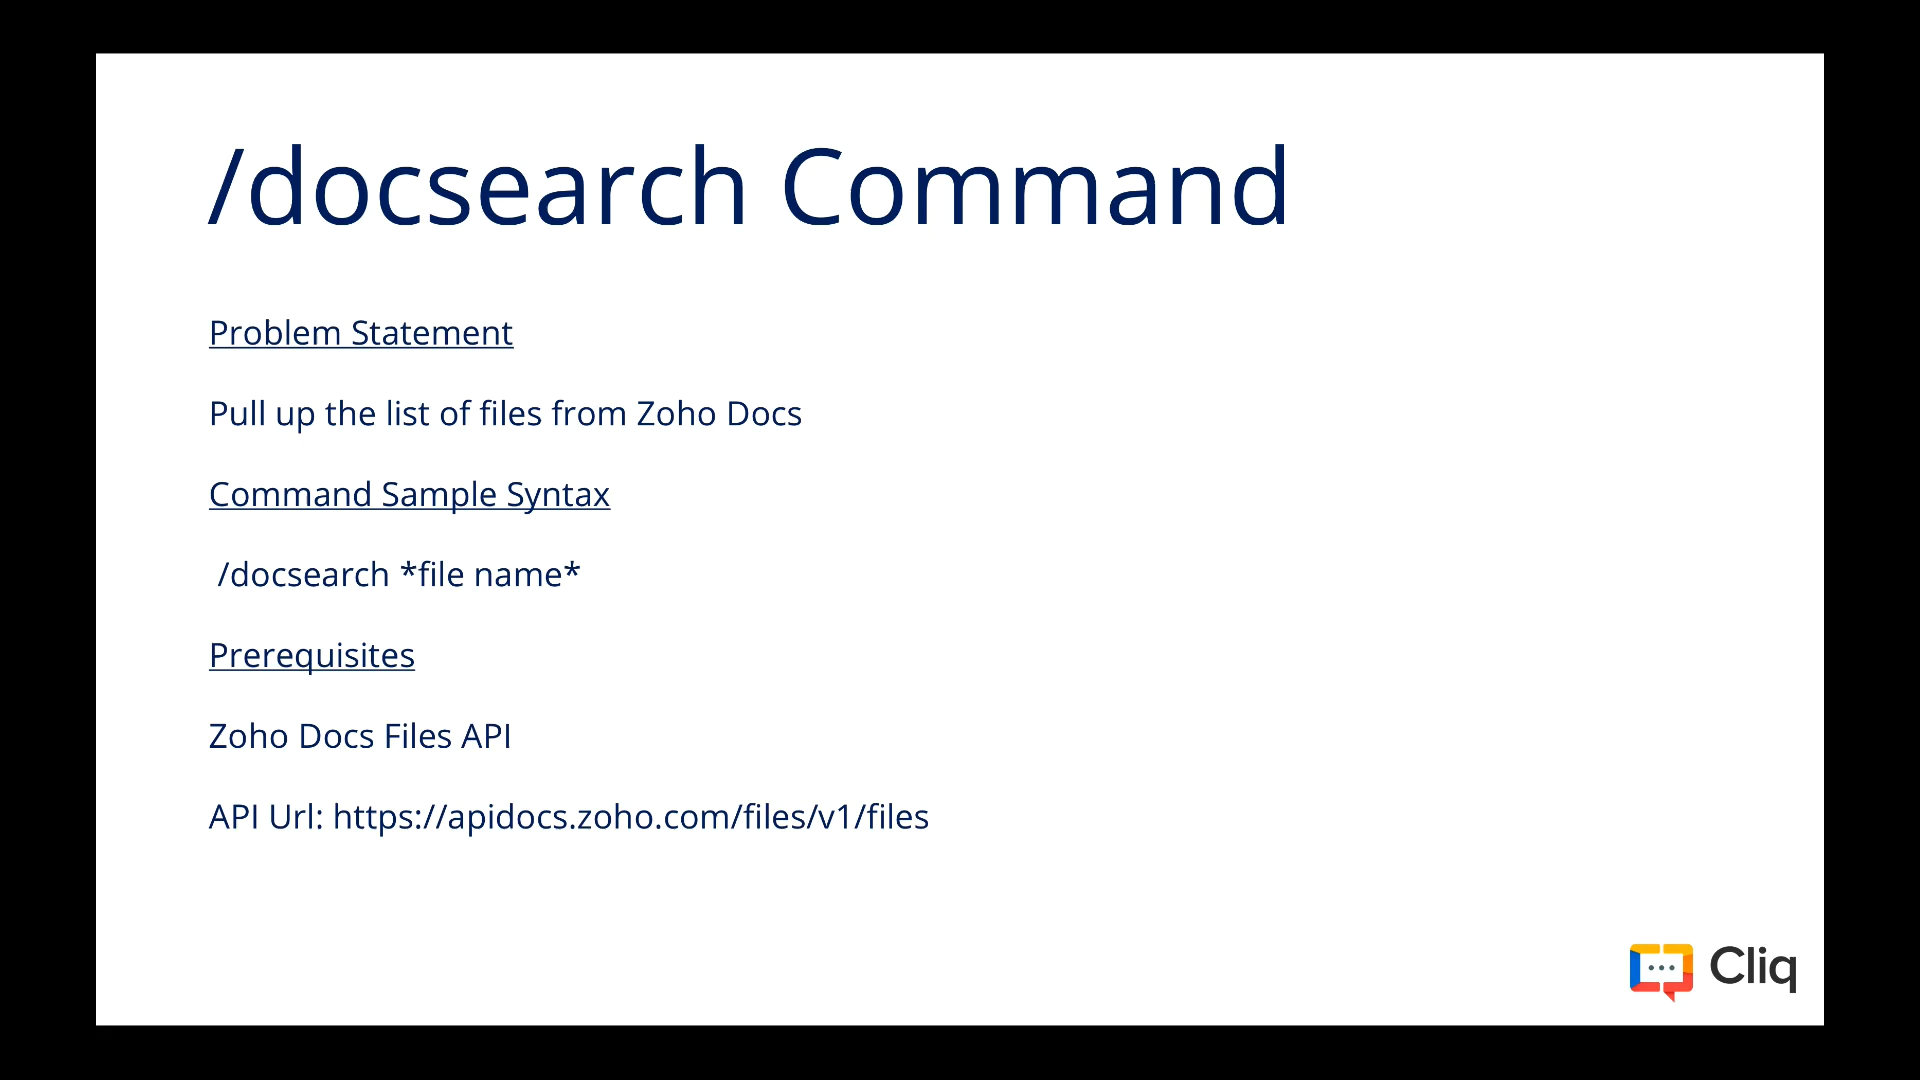 /docsearch Command
Problem Statement
Pull up the list of files from Zoho Docs
Command Sample Syntax
/docsearch *file name*
Prerequisites
Zoho Docs Files API
API Url: https://apidocs.zoho.com/files/v1/files
Cliq